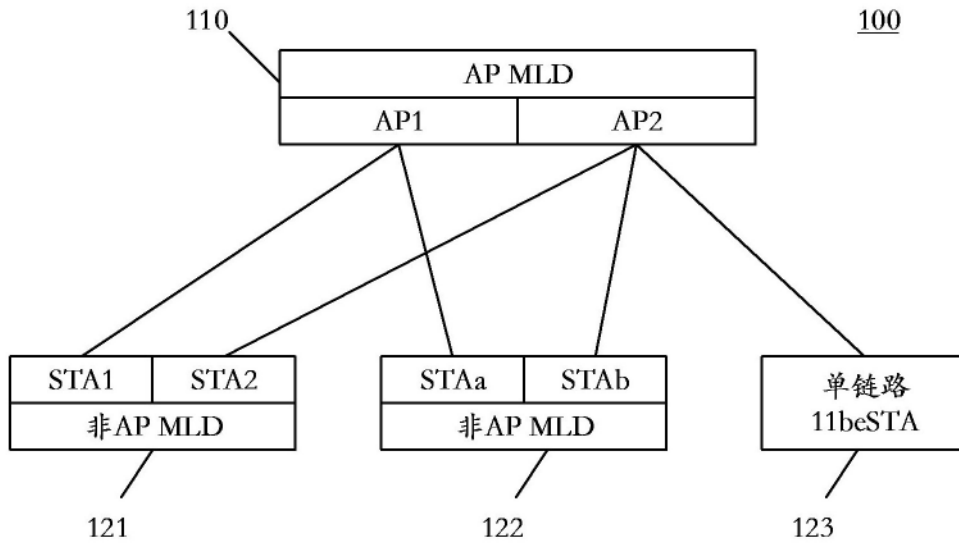 110
100
AP MLD
AP1
AP2
STA1
STA2
非AP MLD
STAa
STAb
非AP MLD
单链路
11beSTA
121
122
123